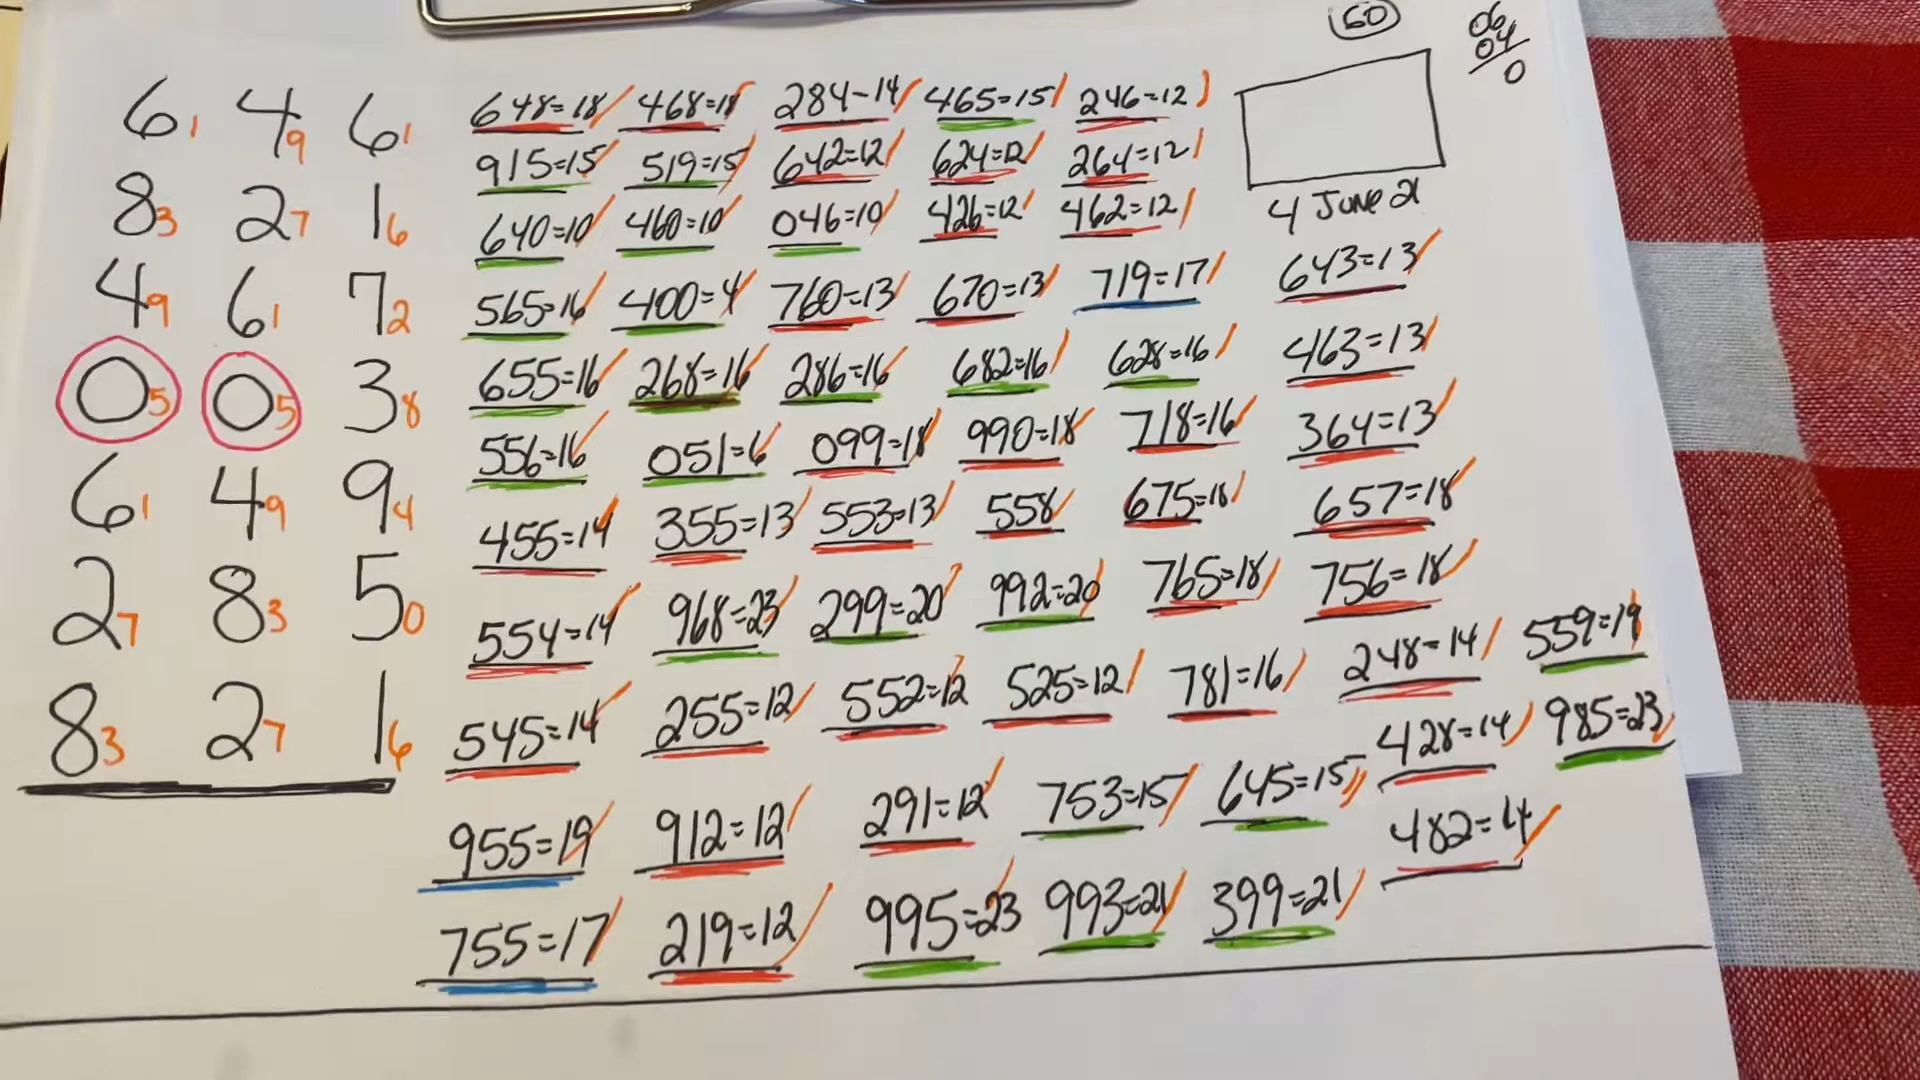 60
06
04
0
6 1 4 9 6 1
8 3 2 7 1 6
4 9 6 1 7 2
0 5 0 5 3 8
6 1 4 9 9 4
2 7 8 3 5 0
8 3 2 7 1 6
648=18 468=18 284-14 465=15 246=12
915=15 519=15 642=12 624=12 264=12
640=10 460=10 046=10 426=12 462=12
565=16 400=4 760=13 670=13 719=17
655=16 268=16 286=16 682=16 628=16
556=16 051=6 099=18 990=18 718=16
455=14 355=13 553=13 558 675=18
554=14 968=23 299=20 992=20 765=18
545=14 255=12 552=12 525=12 781=16
955=19 912=12 291=12 753=15 645=15
755=17 219=12 995=23 993=21 399=21
4 June 21
643=13
463=13
364=13
657=18
756=18
248=14 559=19
428=14 985=23
482=14